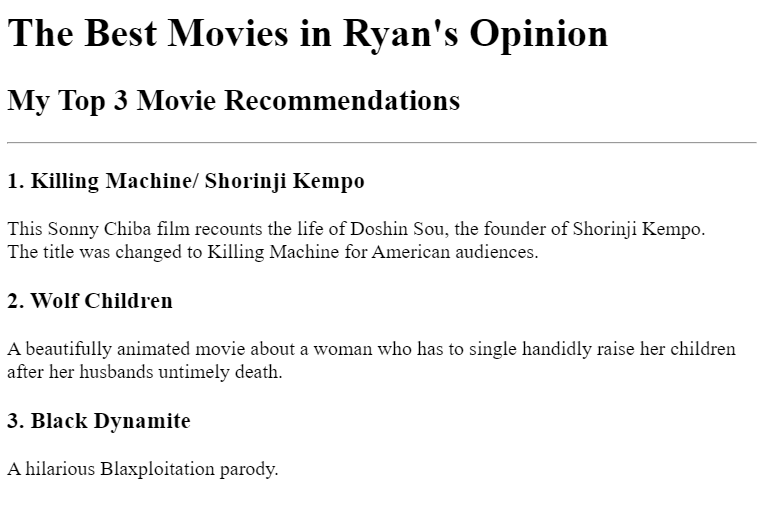 The Best Movies in Ryan's Opinion
My Top 3 Movie Recommendations
1. Killing Machine/ Shorinji Kempo
This Sonny Chiba film recounts the life of Doshin Sou, the founder of Shorinji Kempo.
The title was changed to Killing Machine for American audiences.
2. Wolf Children
A beautifully animated movie about a woman who has to single handidly raise her children
after her husbands untimely death.
3. Black Dynamite
A hilarious Blaxploitation parody.